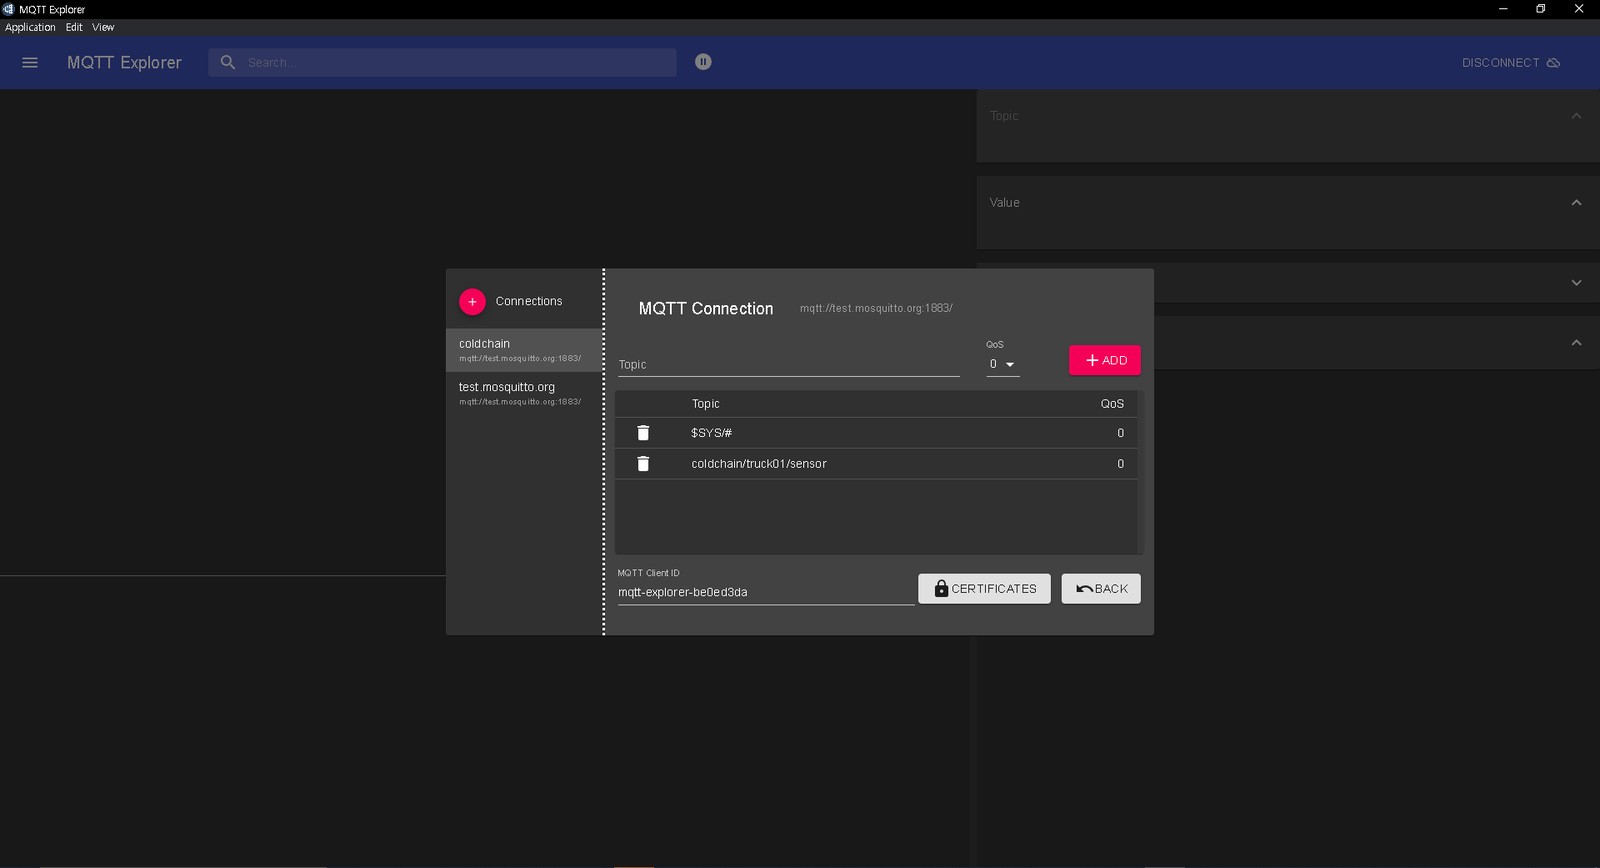 MQTT Explorer
Application Edit View
MQTT Explorer
Search...
DISCONNECT
Topic
Value
Connections
coldchain
mqtt://test.mosquitto.org:1883/
test.mosquitto.org
mqtt://test.mosquitto.org:1883/
MQTT Connection
mqtt://test.mosquitto.org:1883/
Topic
QoS
0
ADD
Topic QoS
$SYS/# 0
coldchain/truck01/sensor 0
MQTT Client ID
mqtt-explorer-be0ed3da
CERTIFICATES
BACK